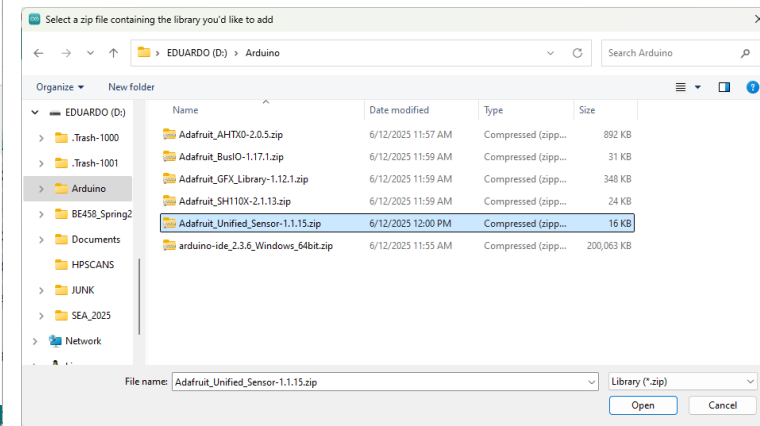 Select a zip file containing the library you'd like to add
EDUARDO (D:) > Arduino
Search Arduino
Organize
New folder
EDUARDO (D:)
.Trash-1000
.Trash-1001
Arduino
BE458_Spring2
Documents
HPSCANS
JUNK
SEA_2025
Network
Name Date modified Type Size
Adafruit_AHTX0-2.0.5.zip 6/12/2025 11:57 AM Compressed (zipp... 892 KB
Adafruit_BusIO-1.17.1.zip 6/12/2025 11:59 AM Compressed (zipp... 31 KB
Adafruit_GFX_Library-1.12.1.zip 6/12/2025 11:59 AM Compressed (zipp... 348 KB
Adafruit_SH110X-2.1.13.zip 6/12/2025 11:59 AM Compressed (zipp... 24 KB
Adafruit_Unified_Sensor-1.1.15.zip 6/12/2025 12:00 PM Compressed (zipp... 16 KB
arduino-ide_2.3.6_Windows_64bit.zip 6/12/2025 11:55 AM Compressed (zipp... 200,063 KB
File name: Adafruit_Unified_Sensor-1.1.15.zip
Library (*.zip)
Open
Cancel